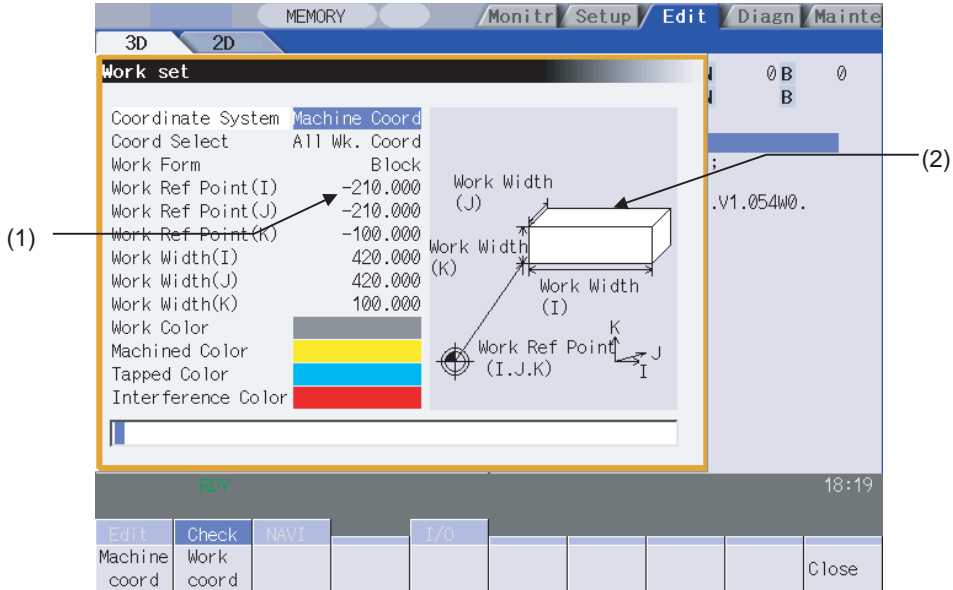 MEMORY Monitr Setup Edit Diagn Mainte
3D 2D
Work set
N 0 B 0
N B
Coordinate System Machine Coord
Coord Select All Wk. Coord
Work Form Block
Work Ref Point(I) -210.000
Work Ref Point(J) -210.000
Work Ref Point(K) -100.000
Work Width(I) 420.000
Work Width(J) 420.000
Work Width(K) 100.000
Work Color
Machined Color
Tapped Color
Interference Color
Work Width
(J)
Work Width
(K)
Work Width
(I)
Work Ref Point
(I.J.K)
K
J
I
;
.V1.054W0.
(1)
(2)
RDY
18:19
Edit Check NAVI I/O
Machine
coord
Work
coord
Close